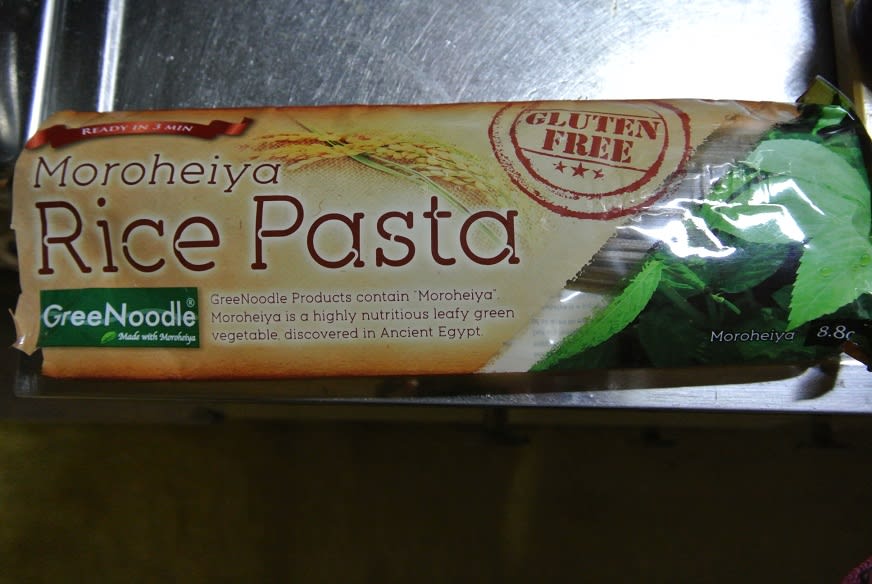 READY IN 3 MIN
Moroheiya
Rice Pasta
GLUTEN
FREE
GreeNoodle®
Made with Moroheiya
GreeNoodle Products contain "Moroheiya".
Moroheiya is a highly nutritious leafy green
vegetable, discovered in Ancient Egypt.
Moroheiya